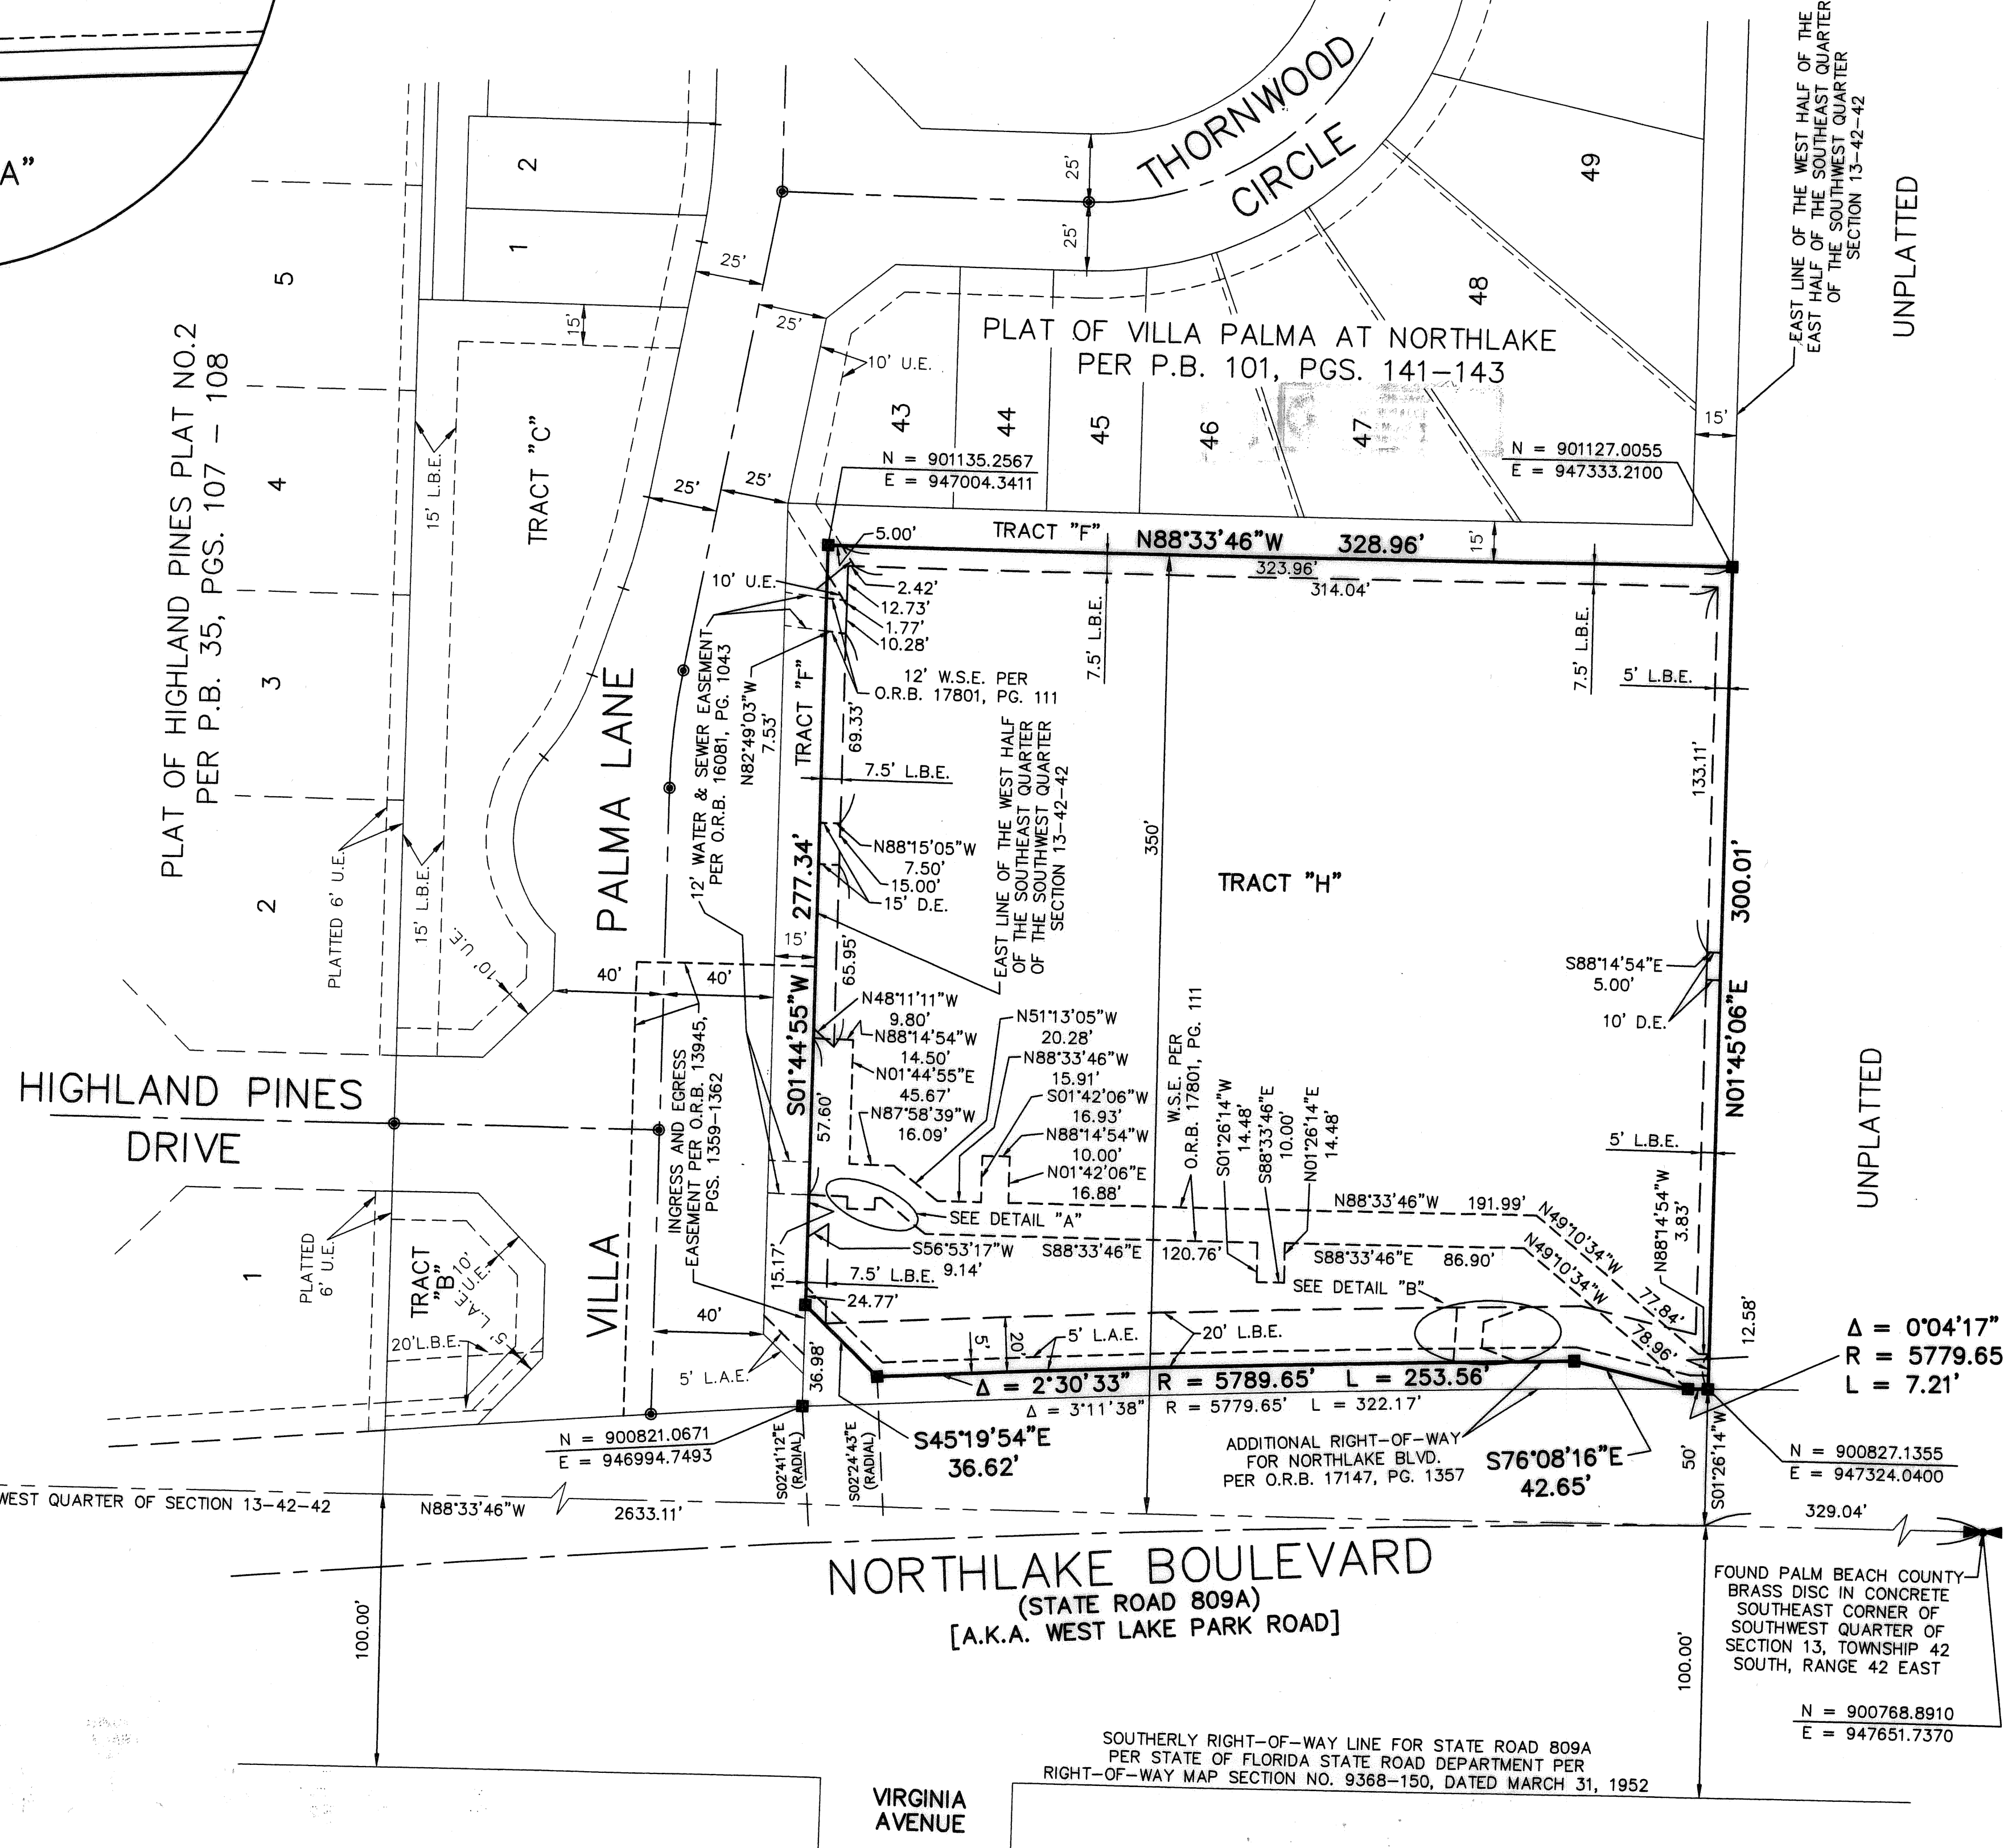 A"
THORNWOOD
CIRCLE
25'
25'
49
48
EAST LINE OF THE WEST HALF OF THE
EAST HALF OF THE SOUTHEAST QUARTER
OF THE SOUTHWEST QUARTER
SECTION 13-42-42
UNPLATTED
2
1
5
4
3
2
PLAT OF HIGHLAND PINES PLAT NO.2
PER P.B. 35, PGS. 107 - 108
15'
25'
25'
10' U.E.
PLAT OF VILLA PALMA AT NORTHLAKE
PER P.B. 101, PGS. 141-143
43
44
45
46
47
15'
N = 901135.2567
E = 947004.3411
N = 901127.0055
E = 947333.2100
15' L.B.E.
TRACT "C"
25'
25'
5.00'
TRACT "F"
N88°33'46"W 328.96'
15'
323.96'
314.04'
10' U.E.
2.42'
12.73'
1.77'
10.28'
12' W.S.E. PER
O.R.B. 17801, PG. 111
7.5' L.B.E.
7.5' L.B.E.
5' L.B.E.
12' WATER & SEWER EASEMENT
PER O.R.B. 16081, PG. 1043
N82°49'03"W
7.53'
TRACT "F"
69.33'
7.5' L.B.E.
EAST LINE OF THE WEST HALF
OF THE SOUTHEAST QUARTER
OF THE SOUTHWEST QUARTER
SECTION 13-42-42
PALMA LANE
133.11'
350'
277.34'
N88°15'05"W
7.50'
15.00'
15' D.E.
TRACT "H"
300.01'
PLATTED 6' U.E.
15' L.B.E.
10' U.E.
15'
65.95'
40'
40'
S01°44'55"W
S88°14'54"E
5.00'
10' D.E.
N01°45'06"E
N48°11'11"W
9.80'
N88°14'54"W
14.50'
N01°44'55"E
45.67'
N87°58'39"W
16.09'
N51°13'05"W
20.28'
N88°33'46"W
15.91'
S01°42'06"W
16.93'
N88°14'54"W
10.00'
N01°42'06"E
16.88'
W.S.E. PER
O.R.B. 17801, PG. 111
S01°26'14"W
14.48'
S88°33'46"E
10.00'
N01°26'14"E
14.48'
HIGHLAND PINES
DRIVE
INGRESS AND EGRESS
EASEMENT PER O.R.B. 13945,
PGS. 1359-1362
57.60'
5' L.B.E.
UNPLATTED
N88°33'46"W 191.99'
SEE DETAIL "A"
S56°53'17"W
9.14'
S88°33'46"E 120.76'
S88°33'46"E 86.90'
N49°10'34"W
77.84'
N49°10'34"W
78.96'
N88°14'54"W
3.83'
12.58'
1
PLATTED
6' U.E.
TRACT
"B"
10' U.E.
5' L.A.E.
20' L.B.E.
VILLA
40'
15.17'
7.5' L.B.E.
24.77'
SEE DETAIL "B"
5'
20'
5' L.A.E.
20' L.B.E.
5' L.A.E.
36.98'
Δ = 2°30'33" R = 5789.65' L = 253.56'
Δ = 3°11'38" R = 5779.65' L = 322.17'
Δ = 0°04'17"
R = 5779.65
L = 7.21'
N = 900821.0671
E = 946994.7493
S02°41'12"E
(RADIAL)
S02°24'43"E
(RADIAL)
S45°19'54"E
36.62'
ADDITIONAL RIGHT-OF-WAY
FOR NORTHLAKE BLVD.
PER O.R.B. 17147, PG. 1357
S76°08'16"E
42.65'
50'
S01°26'14"W
N = 900827.1355
E = 947324.0400
WEST QUARTER OF SECTION 13-42-42
N88°33'46"W
2633.11'
329.04'
NORTHLAKE BOULEVARD
(STATE ROAD 809A)
[A.K.A. WEST LAKE PARK ROAD]
100.00'
100.00'
FOUND PALM BEACH COUNTY
BRASS DISC IN CONCRETE
SOUTHEAST CORNER OF
SOUTHWEST QUARTER OF
SECTION 13, TOWNSHIP 42
SOUTH, RANGE 42 EAST
N = 900768.8910
E = 947651.7370
SOUTHERLY RIGHT-OF-WAY LINE FOR STATE ROAD 809A
PER STATE OF FLORIDA STATE ROAD DEPARTMENT PER
RIGHT-OF-WAY MAP SECTION NO. 9368-150, DATED MARCH 31, 1952
VIRGINIA
AVENUE